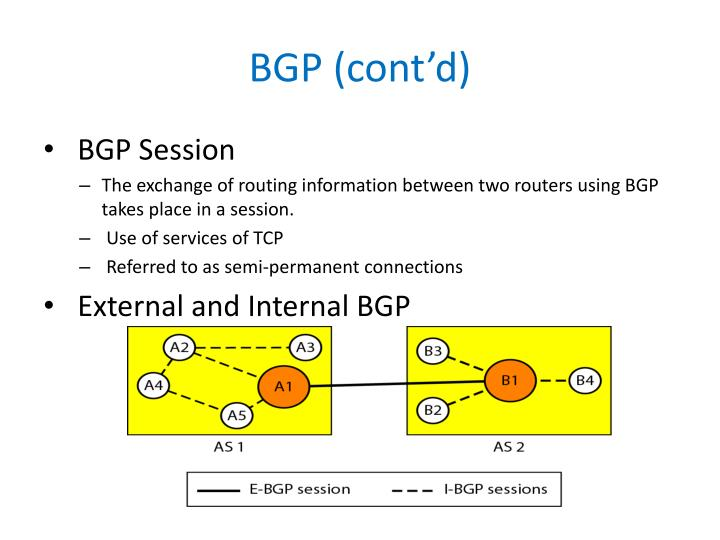 BGP (cont’d)
• BGP Session
– The exchange of routing information between two routers using BGP
takes place in a session.
– Use of services of TCP
– Referred to as semi-permanent connections
• External and Internal BGP
A2
A3
A4
A1
A5
B3
B1
B4
B2
AS 1
AS 2
E-BGP session
I-BGP sessions